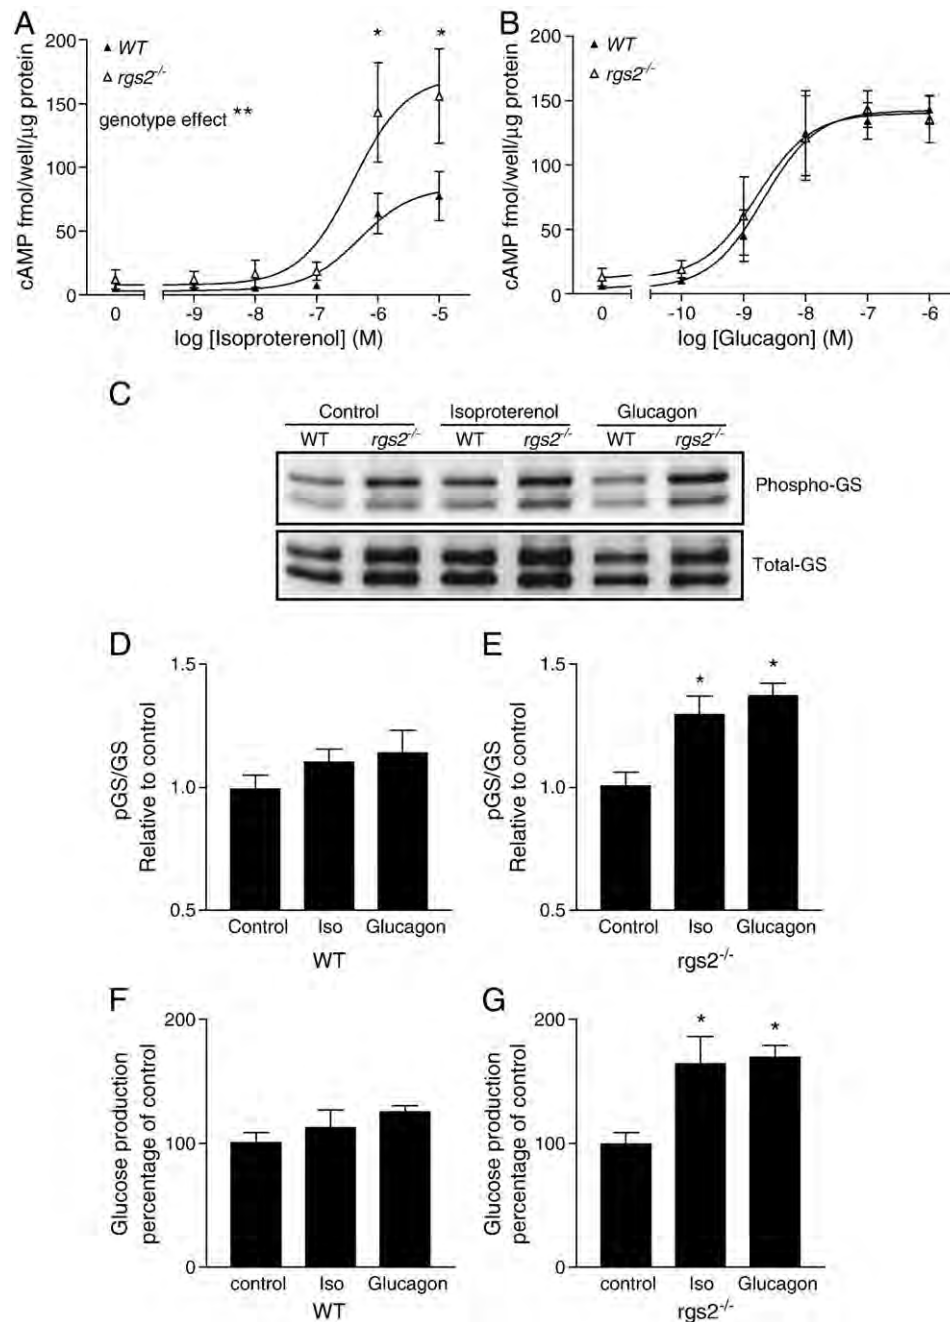 A
* *
200
150
100
50
0
cAMP fmol/well/μg protein
▲ WT
△ rgs2-/-
genotype effect **
0 -9 -8 -7 -6 -5
log [Isoproterenol] (M)
B
200
150
100
50
0
cAMP fmol/well/μg protein
▲ WT
△ rgs2-/-
0 -10 -9 -8 -7 -6
log [Glucagon] (M)
C
Control Isoproterenol Glucagon
WT rgs2-/- WT rgs2-/- WT rgs2-/-
Phospho-GS
Total-GS
D
1.5
1.0
0.5
pGS/GS
Relative to control
Control Iso Glucagon
WT
E
* *
1.5
1.0
0.5
pGS/GS
Relative to control
Control Iso Glucagon
rgs2-/-
F
200
100
0
Glucose production
percentage of control
control Iso Glucagon
WT
G
* *
200
100
0
Glucose production
percentage of control
control Iso Glucagon
rgs2-/-